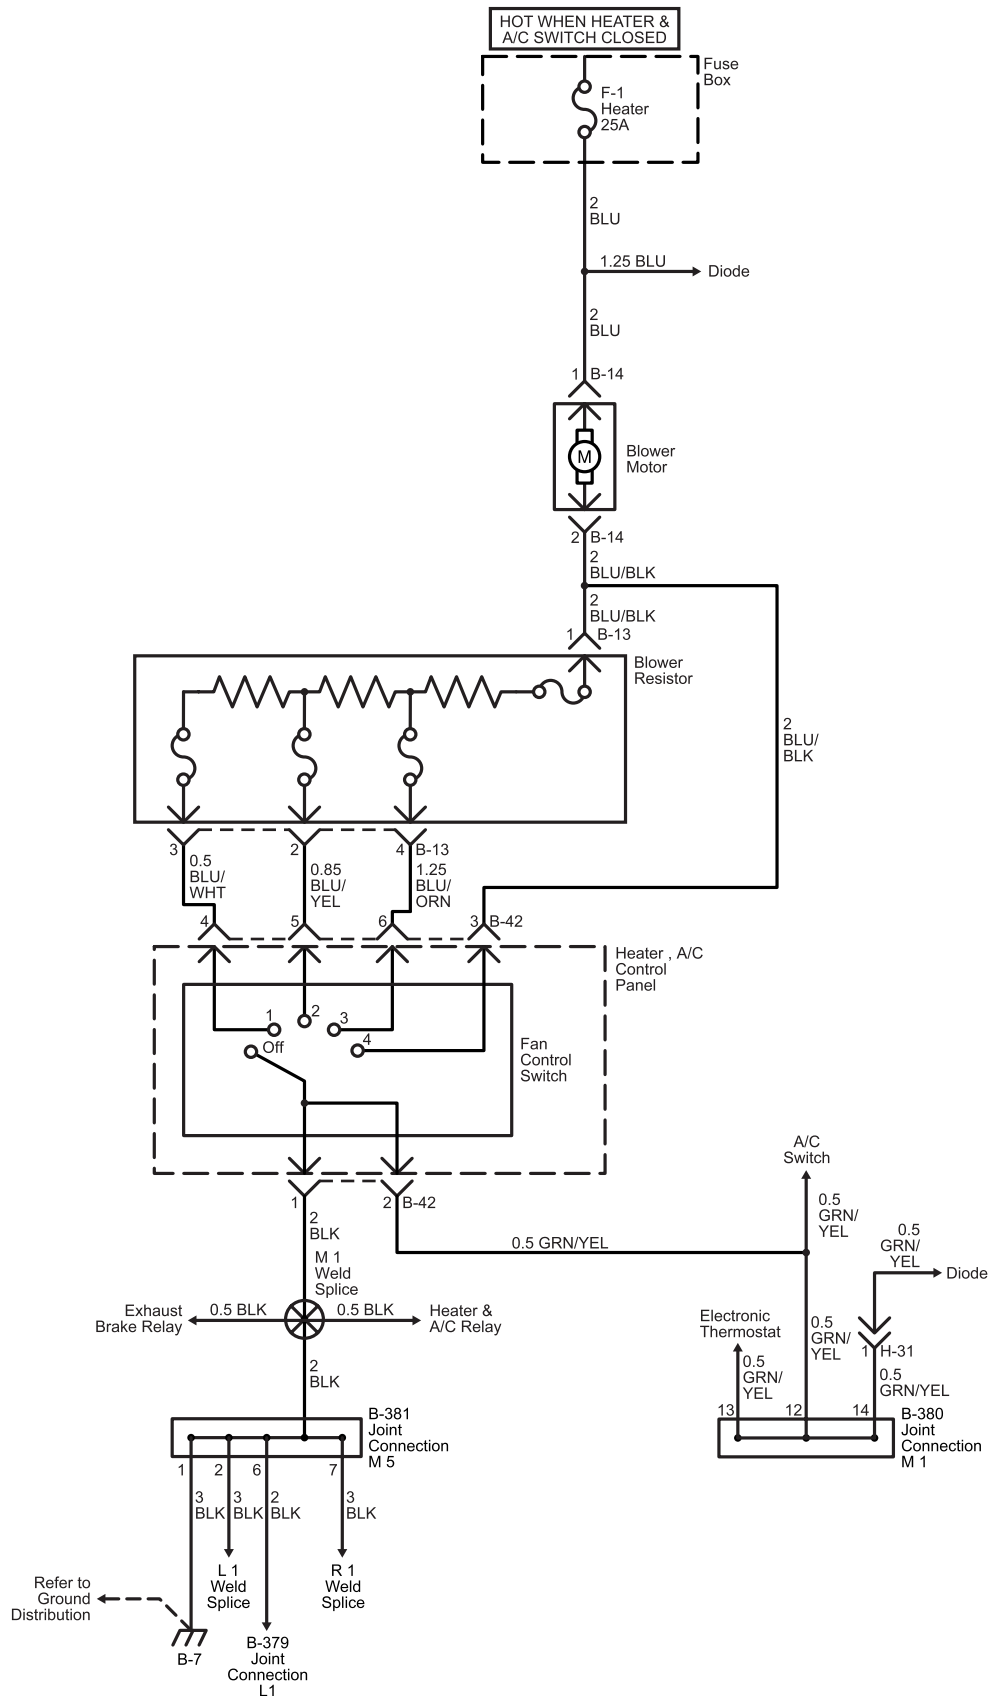 HOT WHEN HEATER &
A/C SWITCH CLOSED
Fuse
Box
F-1
Heater
25A
2
BLU
1.25 BLU
Diode
2
BLU
1 B-14
M
Blower
Motor
2 B-14
2
BLU/BLK
2
BLU/BLK
1 B-13
Blower
Resistor
2
BLU/
BLK
3
2
4 B-13
0.5
BLU/
WHT
0.85
BLU/
YEL
1.25
BLU/
ORN
4
5
6
3 B-42
Heater , A/C
Control
Panel
1
2
3
4
Off
Fan
Control
Switch
1
2 B-42
2
BLK
A/C
Switch
0.5
GRN/
YEL
0.5 GRN/YEL
0.5
GRN/
YEL
Diode
M 1
Weld
Splice
Exhaust
Brake Relay
0.5 BLK
0.5 BLK
Heater &
A/C Relay
Electronic
Thermostat
0.5
GRN/
YEL
0.5
GRN/
YEL
1 H-31
0.5
GRN/YEL
2
BLK
13
12
14
B-380
Joint
Connection
M 1
B-381
Joint
Connection
M 5
1
2
6
7
3
BLK
3
BLK
2
BLK
3
BLK
L 1
Weld
Splice
R 1
Weld
Splice
Refer to
Ground
Distribution
B-7
B-379
Joint
Connection
L1